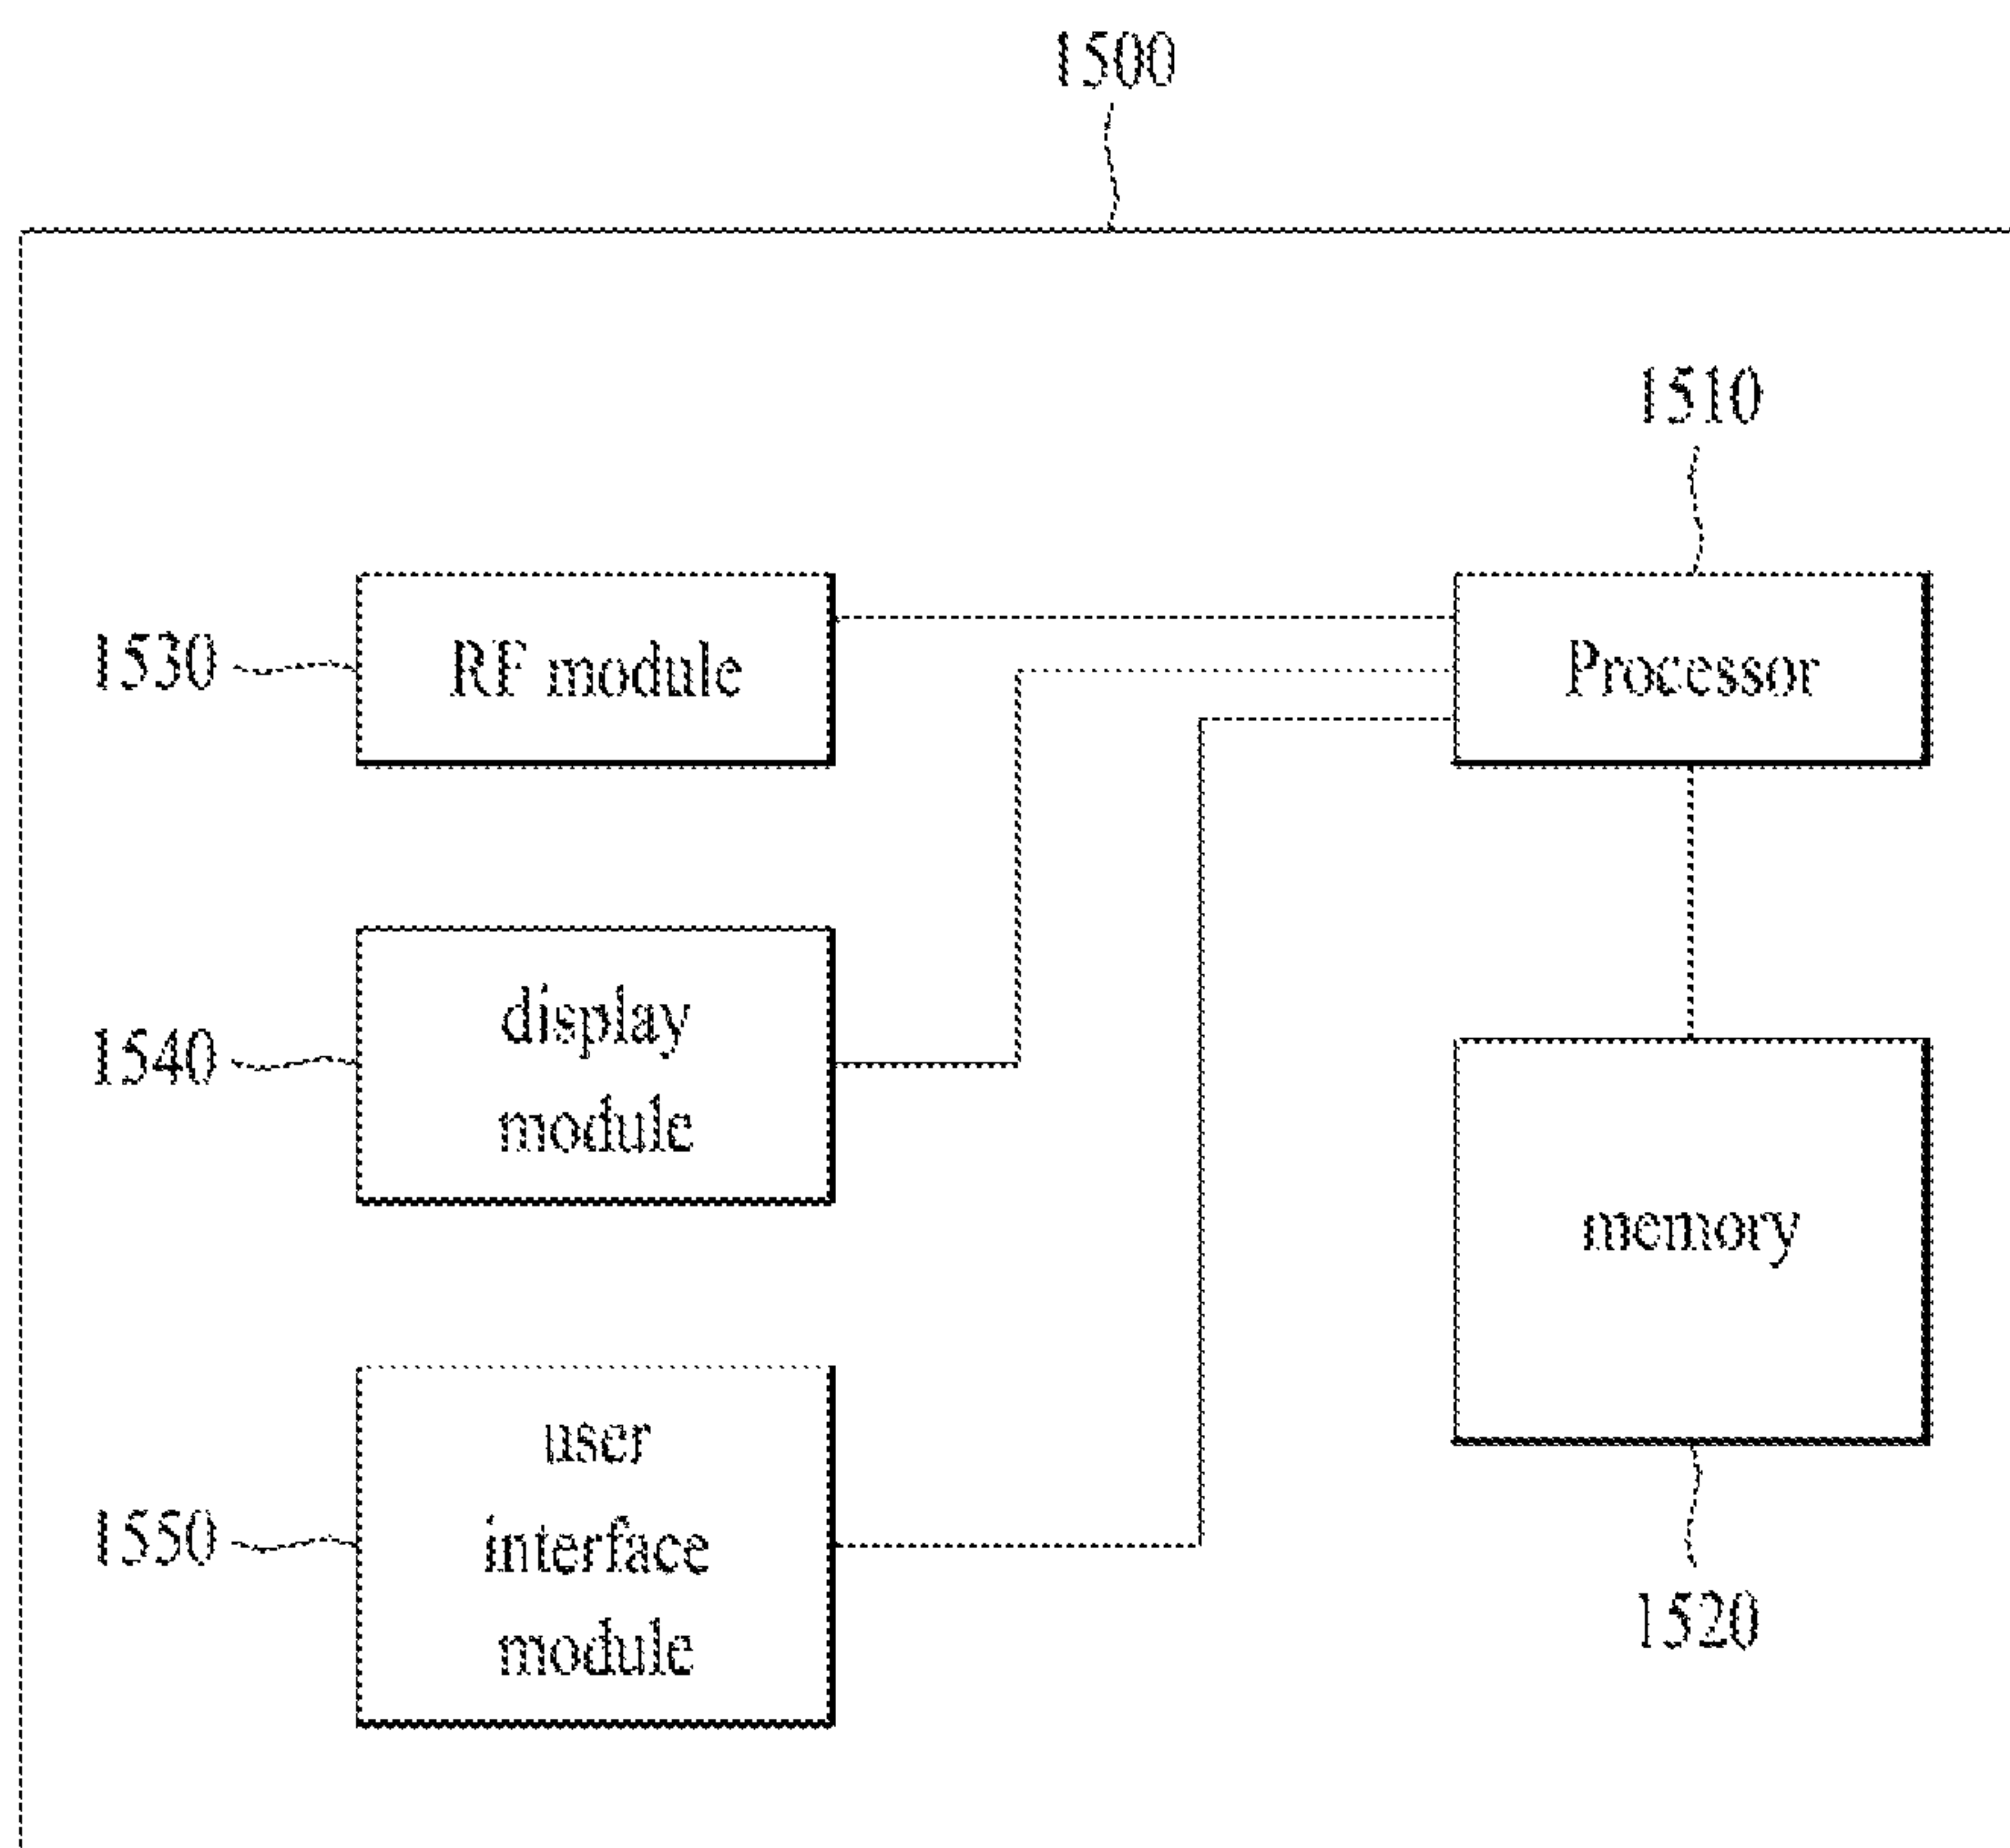 1500
1510
1530
RF module
Processor
1540
display
module
memory
1550
user
interface
module
1520